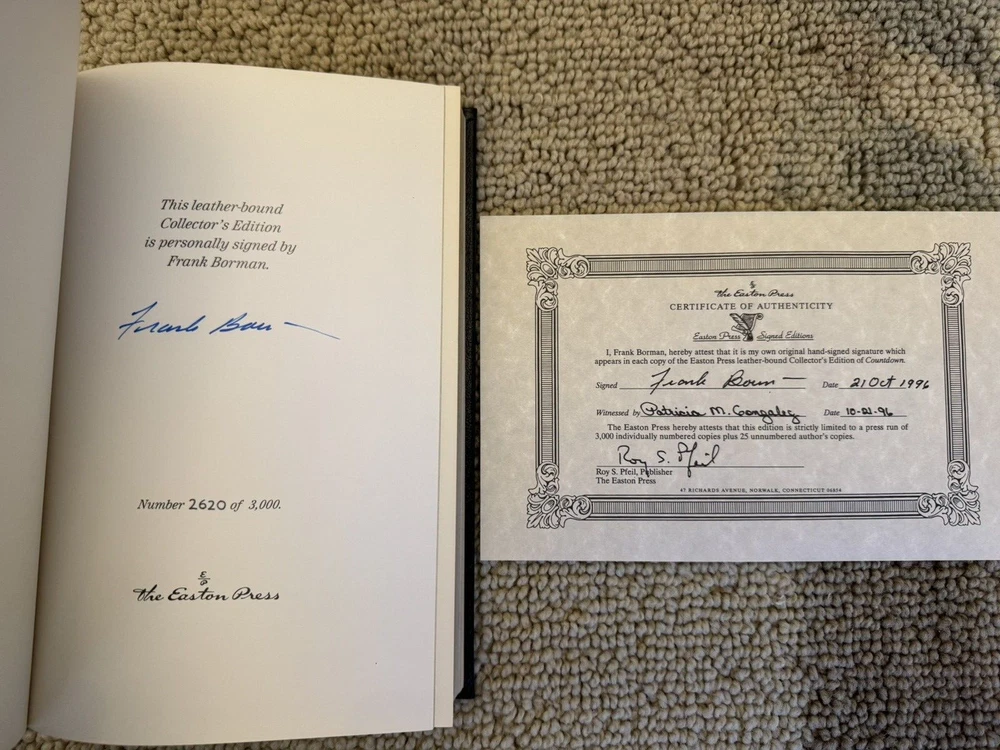 This leather-bound
Collector's Edition
is personally signed by
Frank Borman.
Frank Borman
Number 2620 of 3,000.
E/P
The Easton Press
The Easton Press
CERTIFICATE OF AUTHENTICITY
Easton Press Signed Editions
I, Frank Borman, hereby attest that it is my own original hand-signed signature which
appears in each copy of the Easton Press leather-bound Collector's Edition of Countdown.
Signed Frank Borman Date 21 Oct 1996
Witnessed by Patricia M. Gonzalez Date 10-21-96
The Easton Press hereby attests that this edition is strictly limited to a press run of
3,000 individually numbered copies plus 25 unnumbered author's copies.
Roy S. Pfeil
Roy S. Pfeil, Publisher
The Easton Press
47 RICHARDS AVENUE, NORWALK, CONNECTICUT 06856